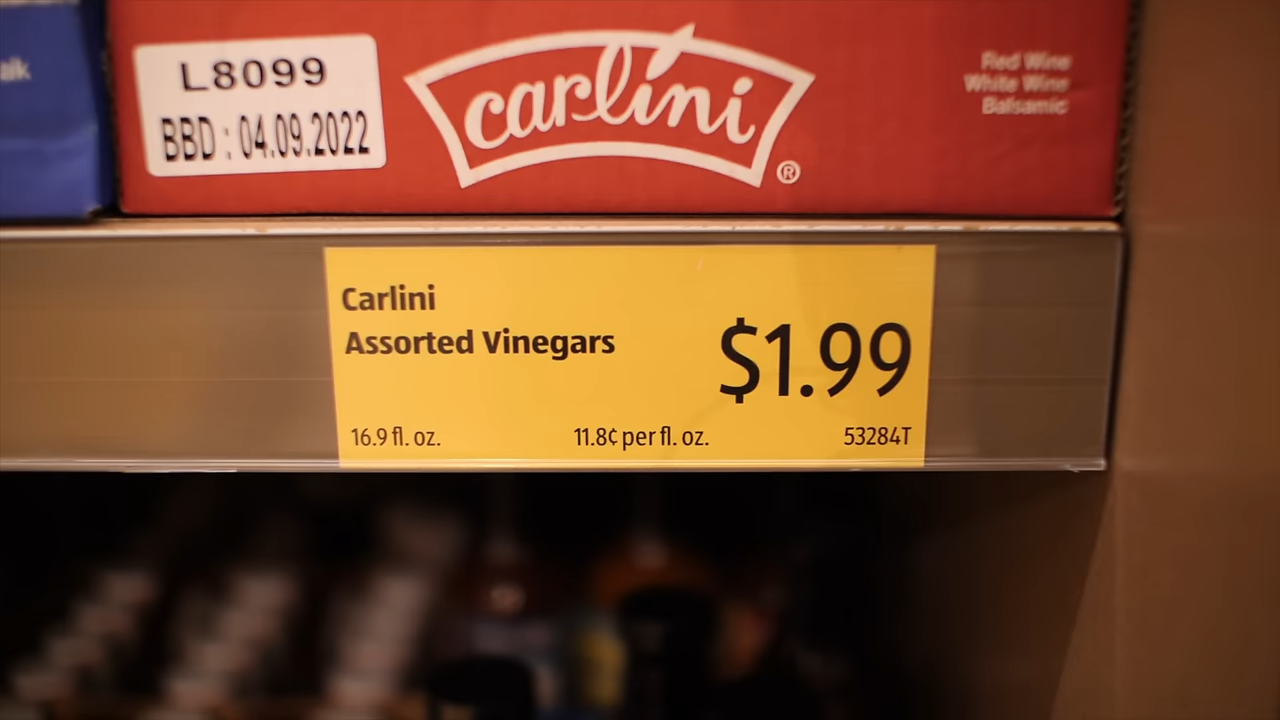 alk
L8099
BBD : 04.09.2022
carlini
®
Red Wine
White Wine
Balsamic
Carlini
Assorted Vinegars
$1.99
16.9 fl. oz.
11.8¢ per fl. oz.
53284T